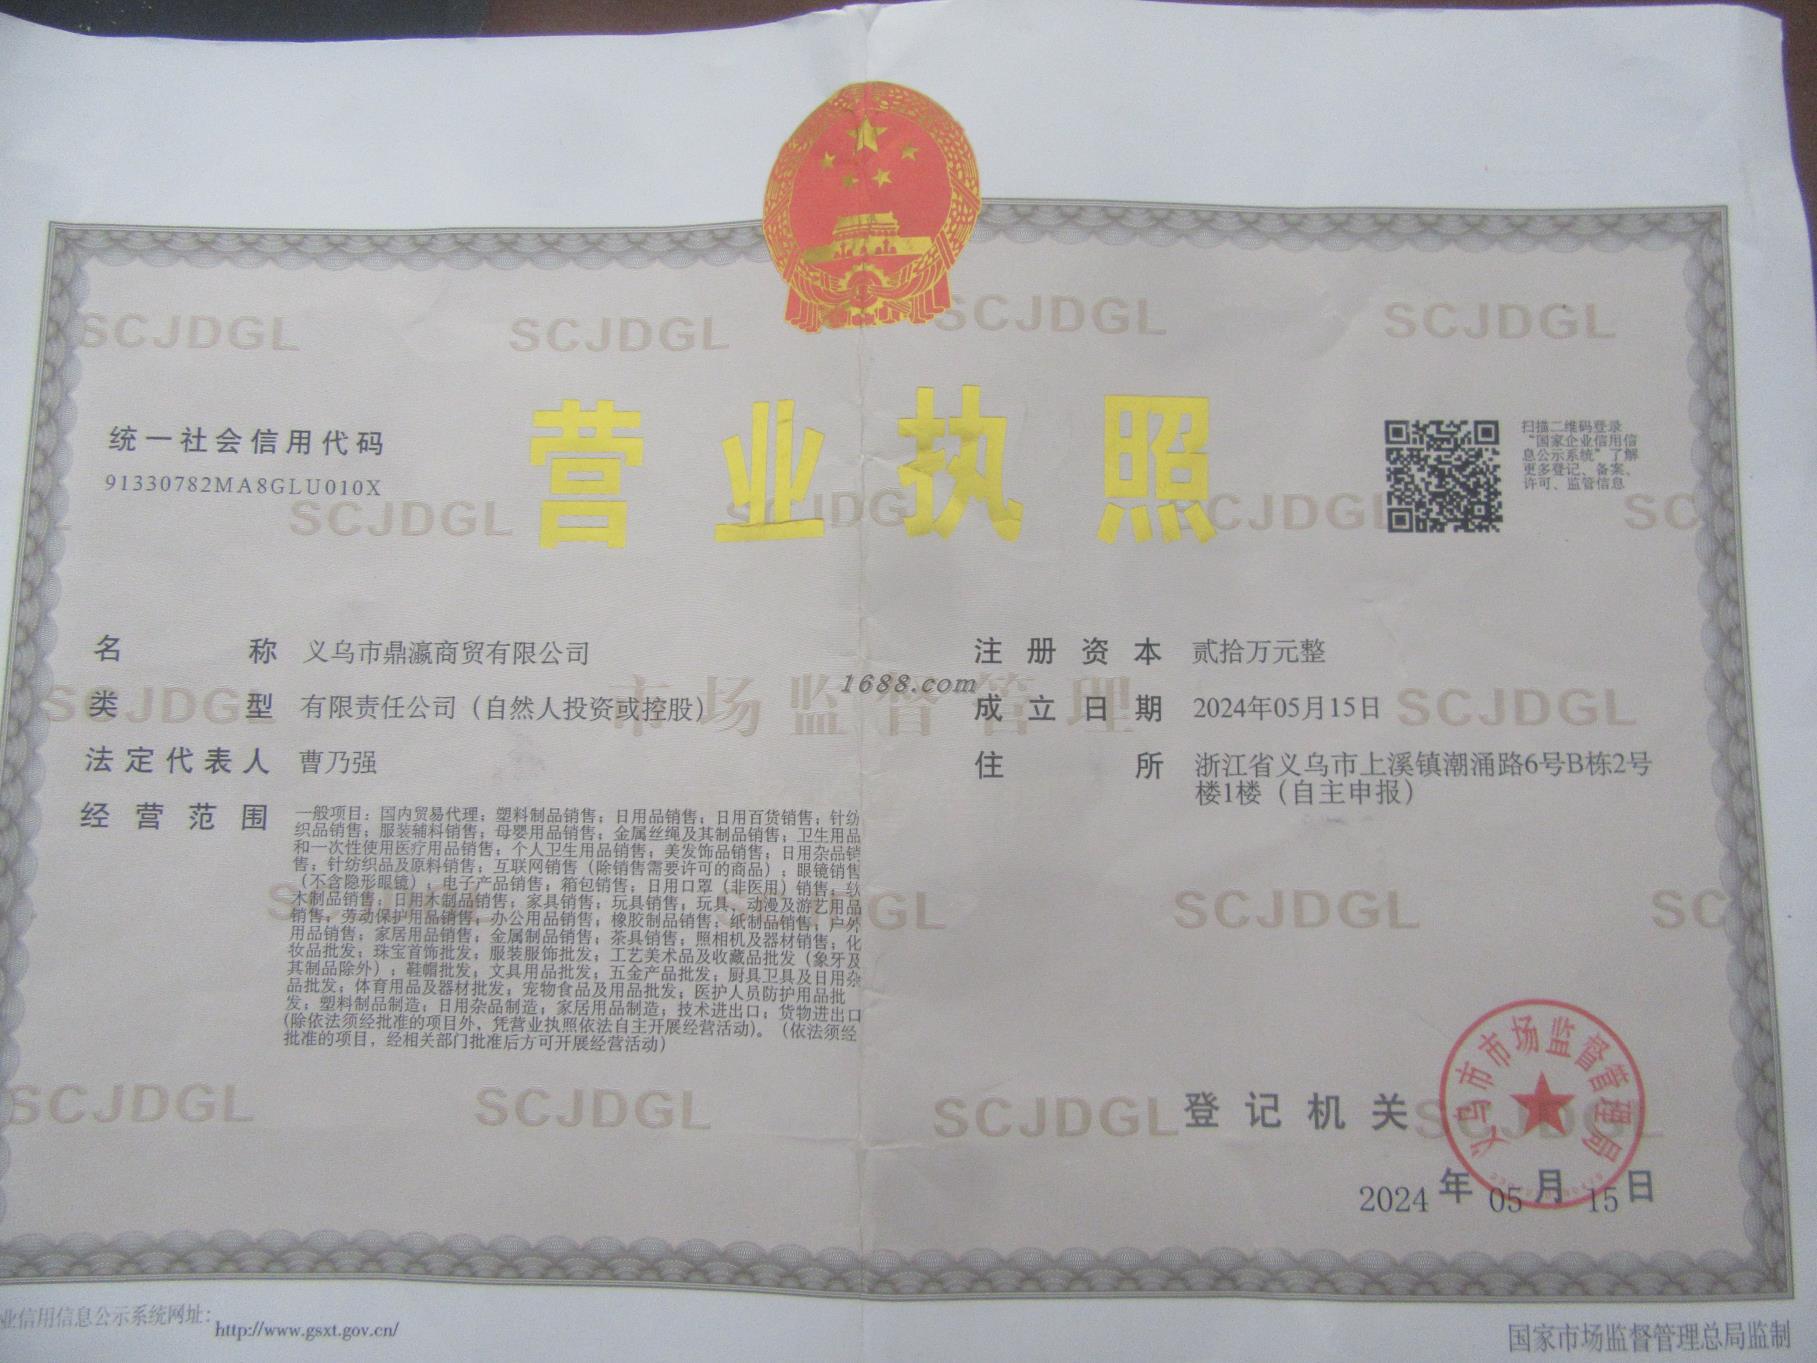 SCJDGL SCJDGL SCJDGL SCJDGL
营业执照
统一社会信用代码
91330782MA8GLU010X
扫描二维码登录
“国家企业信用信
息公示系统”了解
更多登记、备案、
许可、监管信息
SCJDGL SCJDGL SC
名称 义乌市鼎瀛商贸有限公司
类型 有限责任公司（自然人投资或控股）
法定代表人 曹乃强
经营范围 一般项目：国内贸易代理；塑料制品销售；日用品销售；日用百货销售；针纺
织品销售；服装辅料销售；母婴用品销售；金属丝绳及其制品销售；卫生用品
和一次性使用医疗用品销售；个人卫生用品销售；美发饰品销售；日用杂品销
售；针纺织品及原料销售；互联网销售（除销售需要许可的商品）；眼镜销售
（不含隐形眼镜）；电子产品销售；箱包销售；日用口罩（非医用）销售；软
木制品销售；日用木制品销售；家具销售；玩具销售；玩具、动漫及游艺用品
销售；劳动保护用品销售；办公用品销售；橡胶制品销售；纸制品销售；户外
用品销售；家居用品销售；金属制品销售；茶具销售；照相机及器材销售；化
妆品批发；珠宝首饰批发；服装服饰批发；工艺美术品及收藏品批发（象牙及
其制品除外）；鞋帽批发；文具用品批发；五金产品批发；厨具卫具及日用杂
品批发；体育用品及器材批发；宠物食品及用品批发；医护人员防护用品批
发；塑料制品制造；日用杂品制造；家居用品制造；技术进出口；货物进出口
(除依法须经批准的项目外，凭营业执照依法自主开展经营活动)。（依法须经
批准的项目，经相关部门批准后方可开展经营活动）
注册资本 贰拾万元整
成立日期 2024年05月15日
住所 浙江省义乌市上溪镇潮涌路6号B栋2号
楼1楼（自主申报）
市场监督管理
1688.com
SCJDGL SCJDGL
SCJDGL SC
SCJDGL SCJDGL SCJDGL SCJDGL
登记机关
义乌市市场监督管理局
2024年05月15日
业信用信息公示系统网址：
http://www.gsxt.gov.cn/
国家市场监督管理总局监制